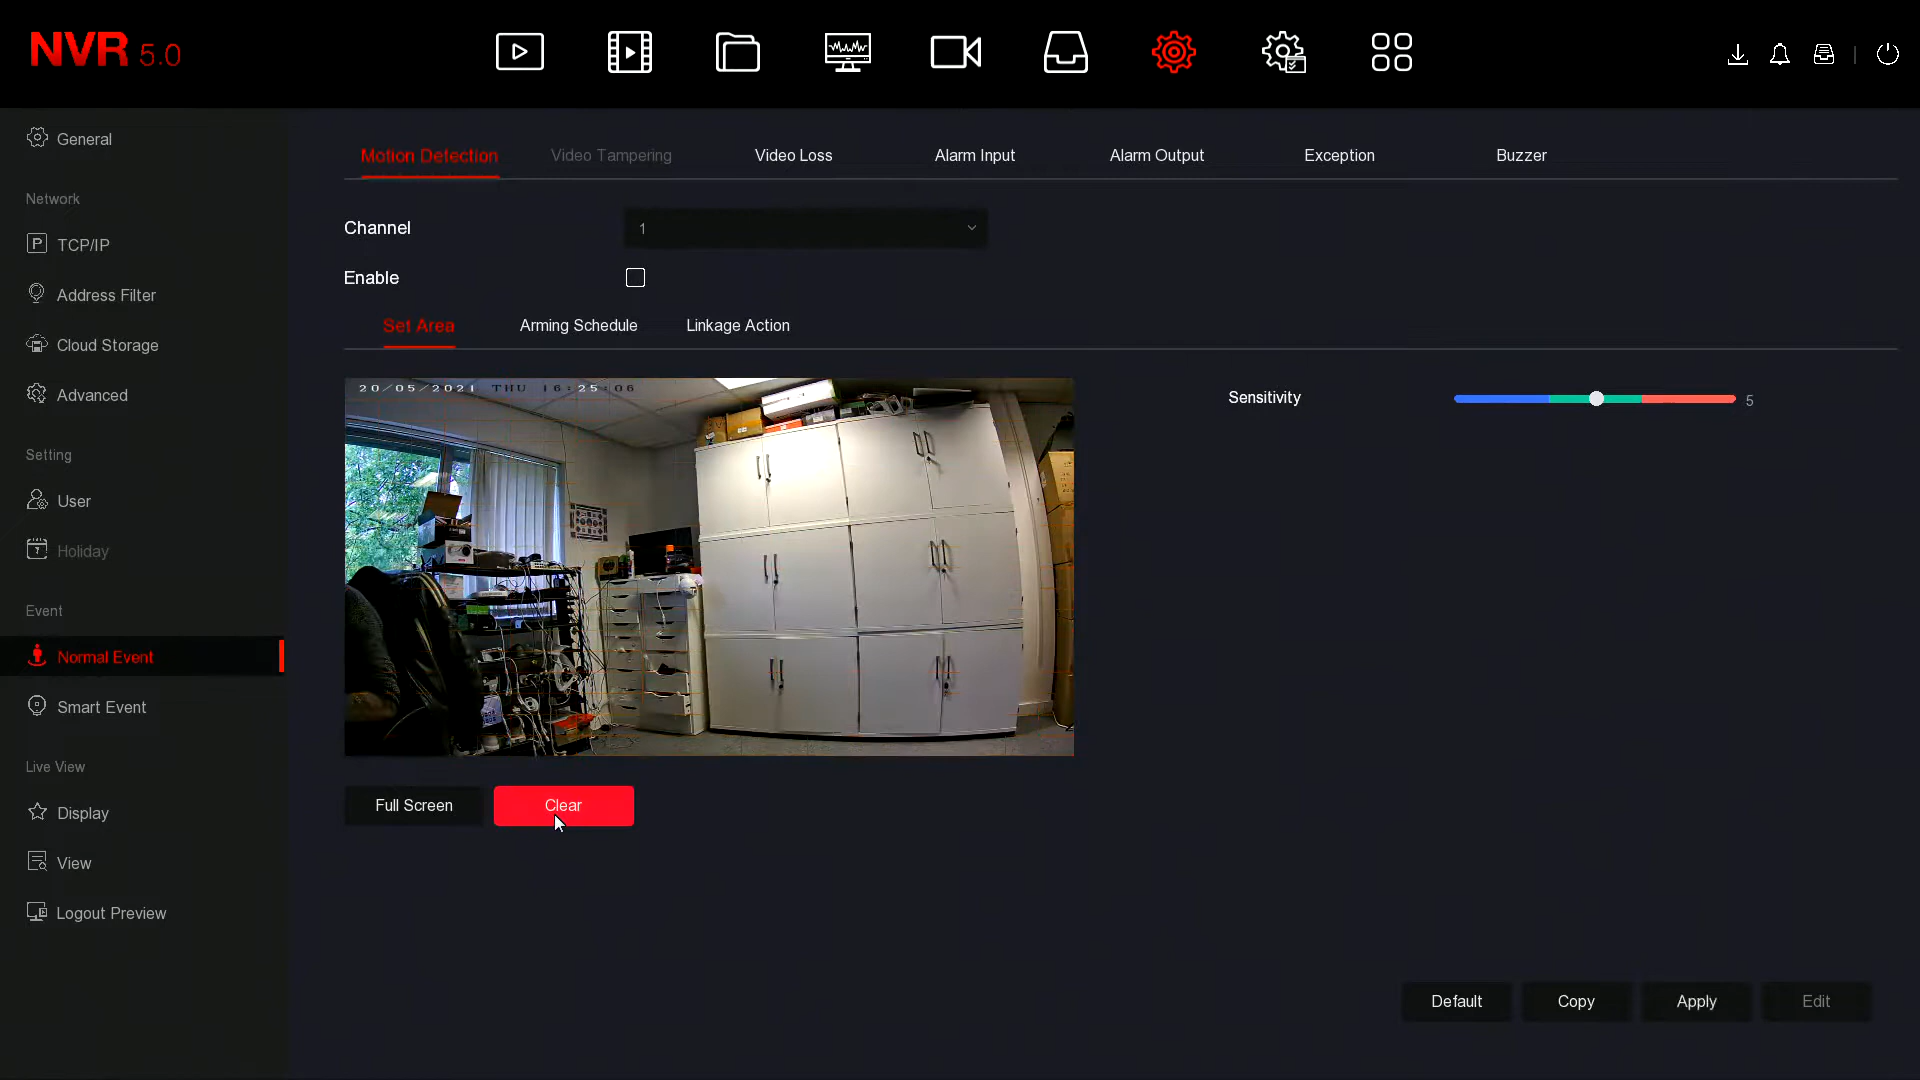 NVR 5.0
General
Network
TCP/IP
Address Filter
Cloud Storage
Advanced
Setting
User
Holiday
Event
Normal Event
Smart Event
Live View
Display
View
Logout Preview
Motion Detection
Video Tampering
Video Loss
Alarm Input
Alarm Output
Exception
Buzzer
Channel
1
Enable
Set Area
Arming Schedule
Linkage Action
20/05/2021 THU 16:25:06
Sensitivity
5
Full Screen
Clear
Default
Copy
Apply
Edit